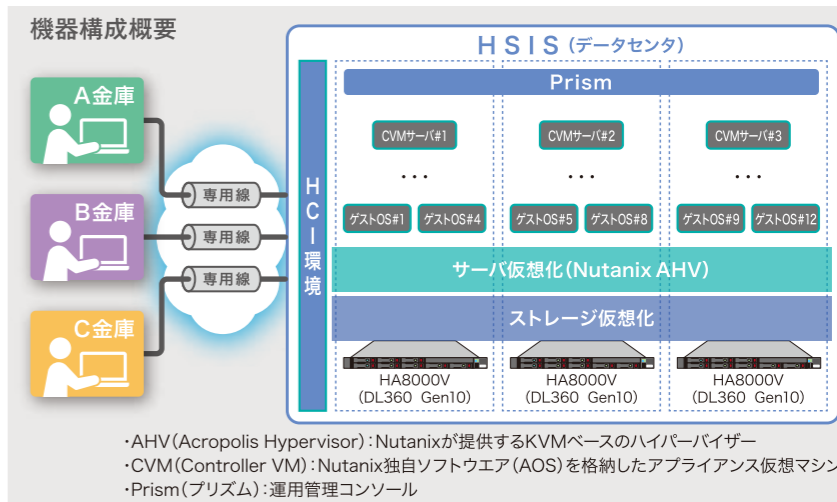 機器構成概要
HSIS(データセンタ)
A金庫
B金庫
C金庫
専用線
専用線
専用線
HCI環境
Prism
CVMサーバ#1
CVMサーバ#2
CVMサーバ#3
...
...
...
ゲストOS#1
ゲストOS#4
ゲストOS#5
ゲストOS#8
ゲストOS#9
ゲストOS#12
サーバ仮想化(Nutanix AHV)
ストレージ仮想化
HA8000V
(DL360 Gen10)
HA8000V
(DL360 Gen10)
HA8000V
(DL360 Gen10)
・AHV(Acropolis Hypervisor):Nutanixが提供するKVMベースのハイパーバイザー
・CVM(Controller VM):Nutanix独自ソフトウエア(AOS)を格納したアプライアンス仮想マシン
・Prism(プリズム):運用管理コンソール